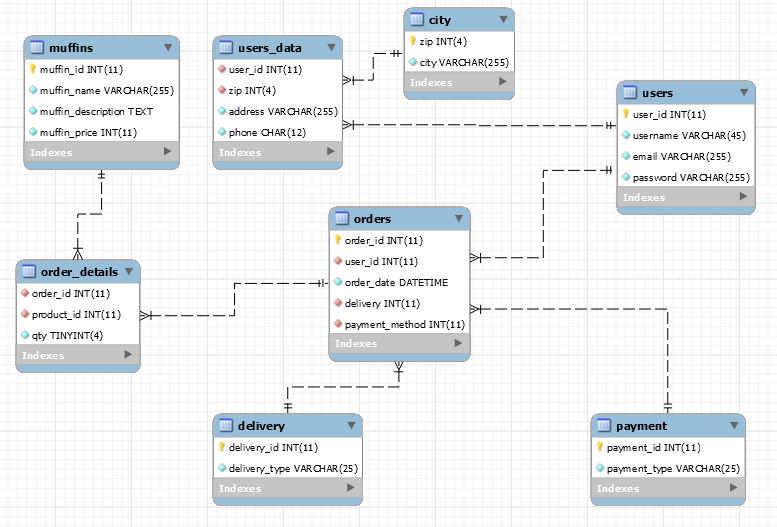 muffins
muffin_id INT(11)
muffin_name VARCHAR(255)
muffin_description TEXT
muffin_price INT(11)
Indexes
users_data
user_id INT(11)
zip INT(4)
address VARCHAR(255)
phone CHAR(12)
Indexes
city
zip INT(4)
city VARCHAR(255)
Indexes
users
user_id INT(11)
username VARCHAR(45)
email VARCHAR(255)
password VARCHAR(255)
Indexes
orders
order_id INT(11)
user_id INT(11)
order_date DATETIME
delivery INT(11)
payment_method INT(11)
Indexes
order_details
order_id INT(11)
product_id INT(11)
qty TINYINT(4)
Indexes
delivery
delivery_id INT(11)
delivery_type VARCHAR(25)
Indexes
payment
payment_id INT(11)
payment_type VARCHAR(25)
Indexes